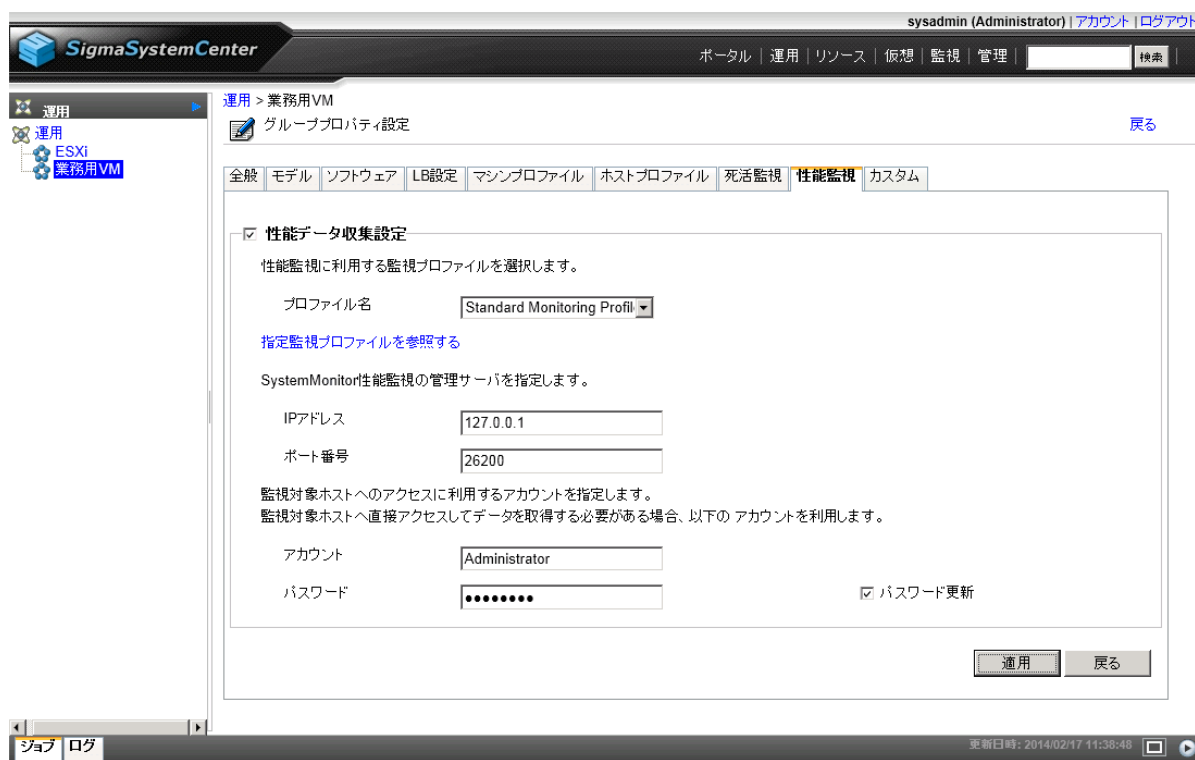 sysadmin (Administrator) | アカウント | ログアウト
SigmaSystemCenter
ポータル | 運用 | リソース | 仮想 | 監視 | 管理 | 検索
運用
運用
ESXi
業務用VM
運用 > 業務用VM
グループプロパティ設定
戻る
全般 モデル ソフトウェア LB設定 マシンプロファイル ホストプロファイル 死活監視 性能監視 カスタム
性能データ収集設定
性能監視に利用する監視プロファイルを選択します。
プロファイル名 Standard Monitoring Profil
指定監視プロファイルを参照する
SystemMonitor性能監視の管理サーバを指定します。
IPアドレス 127.0.0.1
ポート番号 26200
監視対象ホストへのアクセスに利用するアカウントを指定します。
監視対象ホストへ直接アクセスしてデータを取得する必要がある場合、以下の アカウントを利用します。
アカウント Administrator
パスワード ●●●●●●●● パスワード更新
適用 戻る
ジョブ ログ
更新日時: 2014/02/17 11:38:48